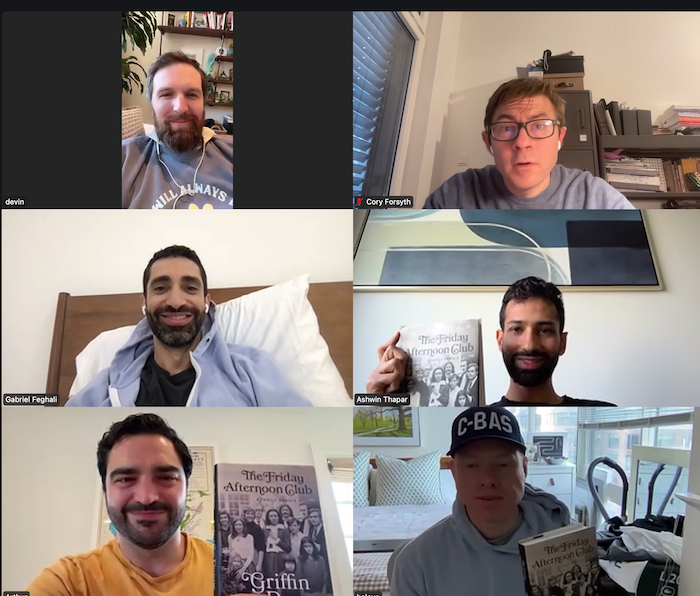 WILL ALWAYS
devin
Cory Forsyth
Gabriel Feghali
The Friday
Afternoon Club
Ashwin Thapar
The Friday
Afternoon Club
Griffin
C-BAS
The Friday
Afternoon Club